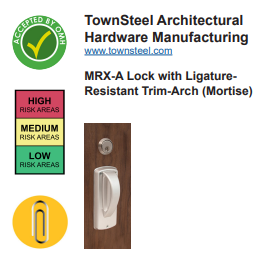 ACCEPTED BY OMH
TownSteel Architectural
Hardware Manufacturing
www.townsteel.com
MRX-A Lock with Ligature-
Resistant Trim-Arch (Mortise)
HIGH
RISK AREAS
MEDIUM
RISK AREAS
LOW
RISK AREAS